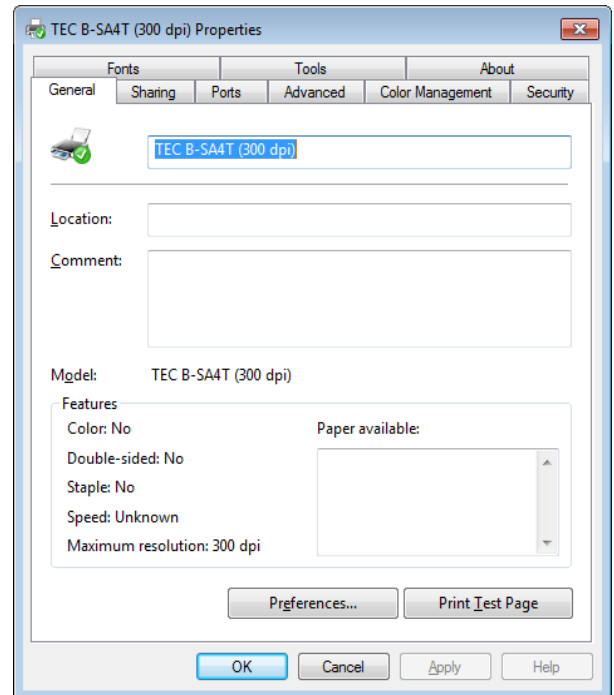 TEC B-SA4T (300 dpi) Properties
Fonts Tools About
General Sharing Ports Advanced Color Management Security
TEC B-SA4T (300 dpi)
Location:
Comment:
Model: TEC B-SA4T (300 dpi)
Features
Color: No Paper available:
Double-sided: No
Staple: No
Speed: Unknown
Maximum resolution: 300 dpi
Preferences... Print Test Page
OK Cancel Apply Help